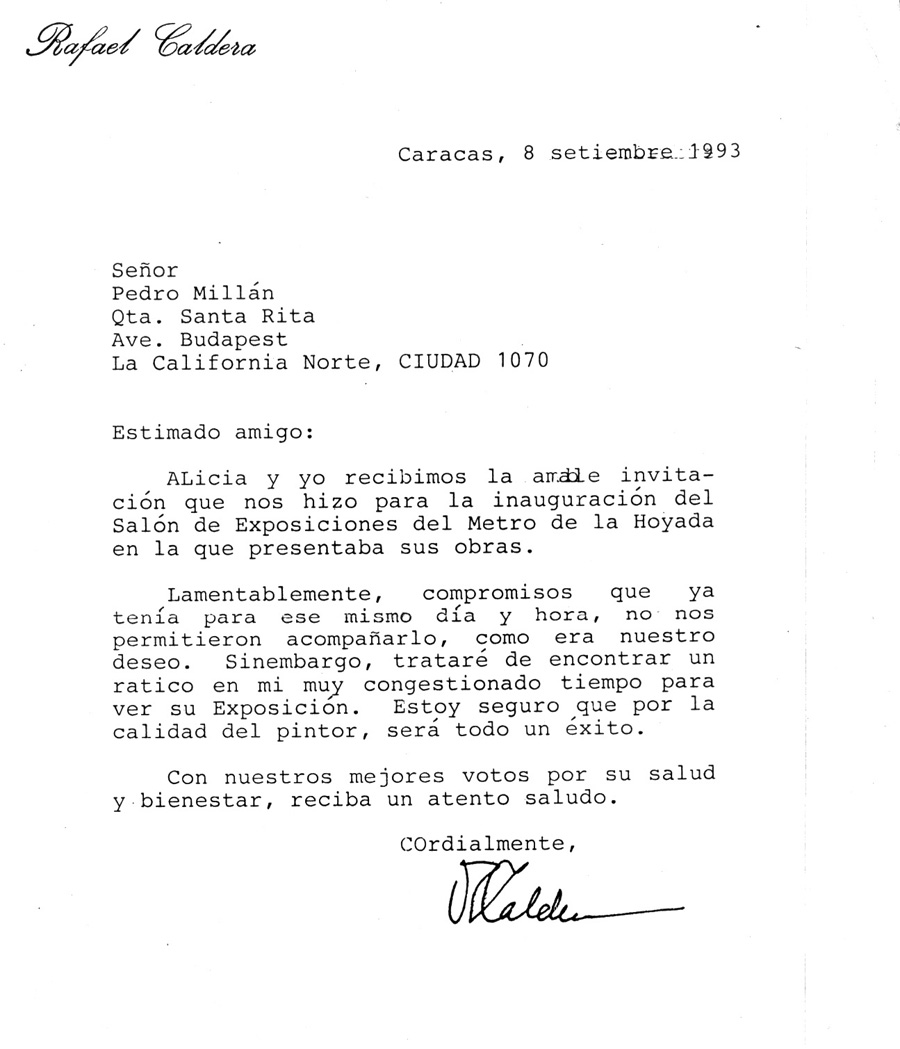 Rafael Caldera
Caracas, 8 setiembre 1993
Señor
Pedro Millán
Qta. Santa Rita
Ave. Budapest
La California Norte, CIUDAD 1070
Estimado amigo:
ALicia y yo recibimos la amable invita-
ción que nos hizo para la inauguración del
Salón de Exposiciones del Metro de la Hoyada
en la que presentaba sus obras.
Lamentablemente, compromisos que ya
tenía para ese mismo día y hora, no nos
permitieron acompañarlo, como era nuestro
deseo. Sinembargo, trataré de encontrar un
ratico en mi muy congestionado tiempo para
ver su Exposición. Estoy seguro que por la
calidad del pintor, será todo un éxito.
Con nuestros mejores votos por su salud
y bienestar, reciba un atento saludo.
COrdialmente,
RCaldera